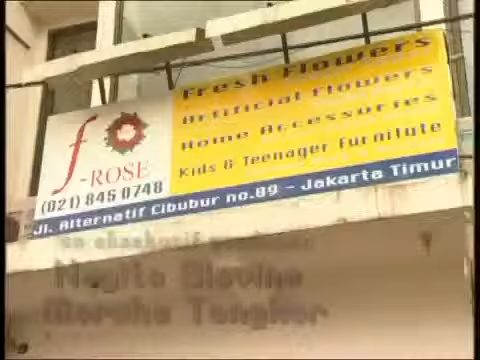 f-ROSE
(021) 845 0748
Fresh Flowers
Artificial Flowers
Home Accessories
Kids & Teenager Furnitute
Jl. Alternatif Cibubur no.89 - Jakarta Timur